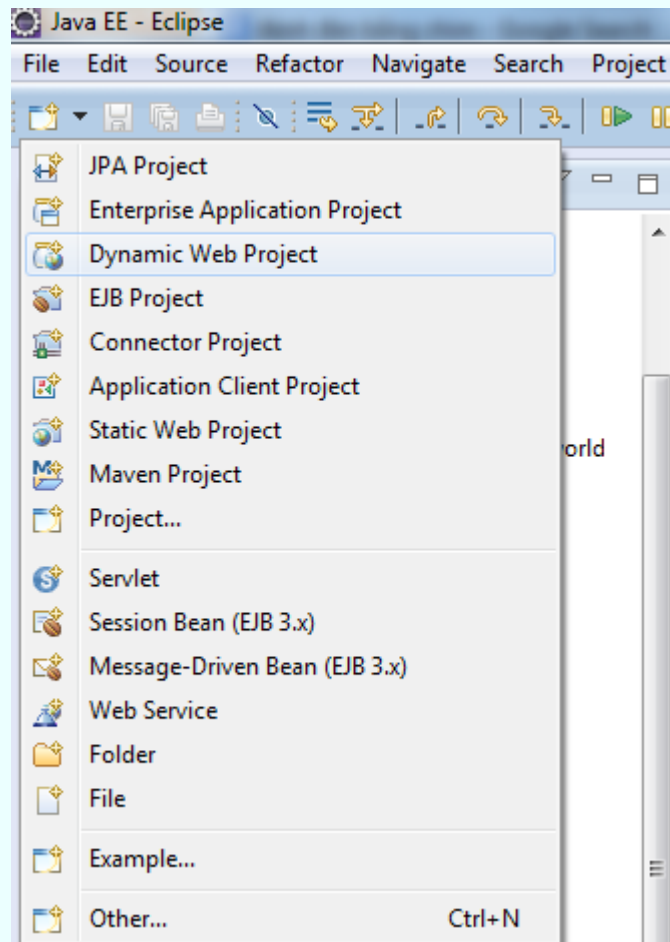 Java EE - Eclipse
File Edit Source Refactor Navigate Search Project
JPA Project
Enterprise Application Project
Dynamic Web Project
EJB Project
Connector Project
Application Client Project
Static Web Project
orld
Maven Project
Project...
Servlet
Session Bean (EJB 3.x)
Message-Driven Bean (EJB 3.x)
Web Service
Folder
File
Example...
Other... Ctrl+N